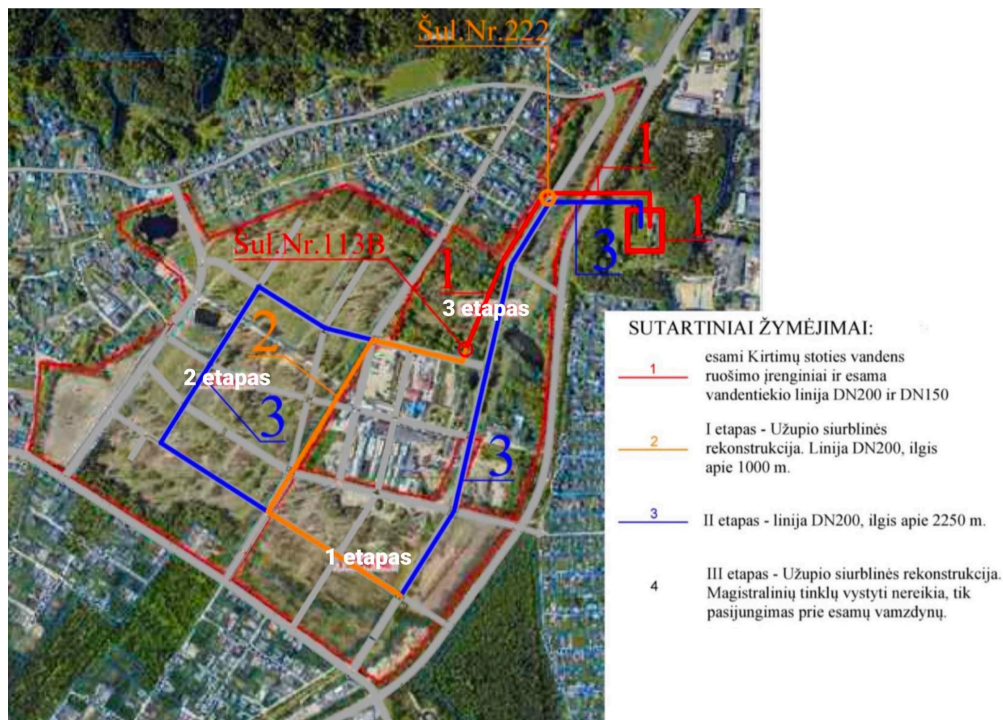 Šul.Nr.222
1
1
Šul.Nr.113B
1
3
3 etapas
2
2 etapas
3
3
1 etapas
SUTARTINIAI ŽYMĖJIMAI:
1
esami Kirtimų stoties vandens
ruošimo įrenginiai ir esama
vandentiekio linija DN200 ir DN150
2
I etapas - Užupio siurblinės
rekonstrukcija. Linija DN200, ilgis
apie 1000 m.
3
II etapas - linija DN200, ilgis apie 2250 m.
4
III etapas - Užupio siurblinės rekonstrukcija.
Magistralinių tinklų vystyti nereikia, tik
pasijungimas prie esamų vamzdynų.